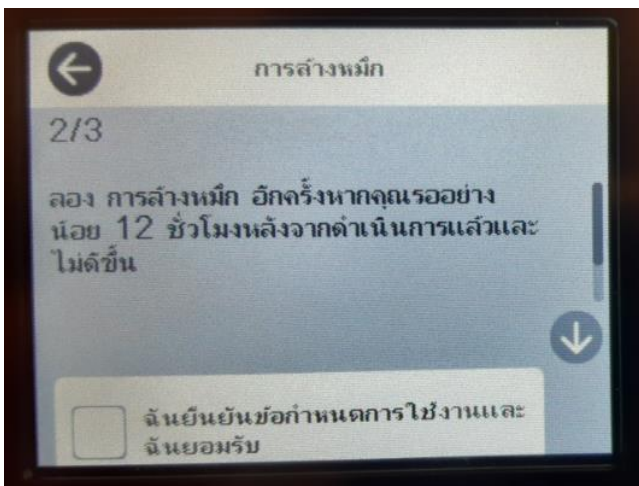 การล้างหมึก
2/3
ลอง การล้างหมึก อีกครั้งหากคุณรออย่าง
น้อย 12 ชั่วโมงหลังจากดำเนินการแล้วและ
ไม่ดีขึ้น
ฉันยืนยันข้อกำหนดการใช้งานและ
ฉันยอมรับ